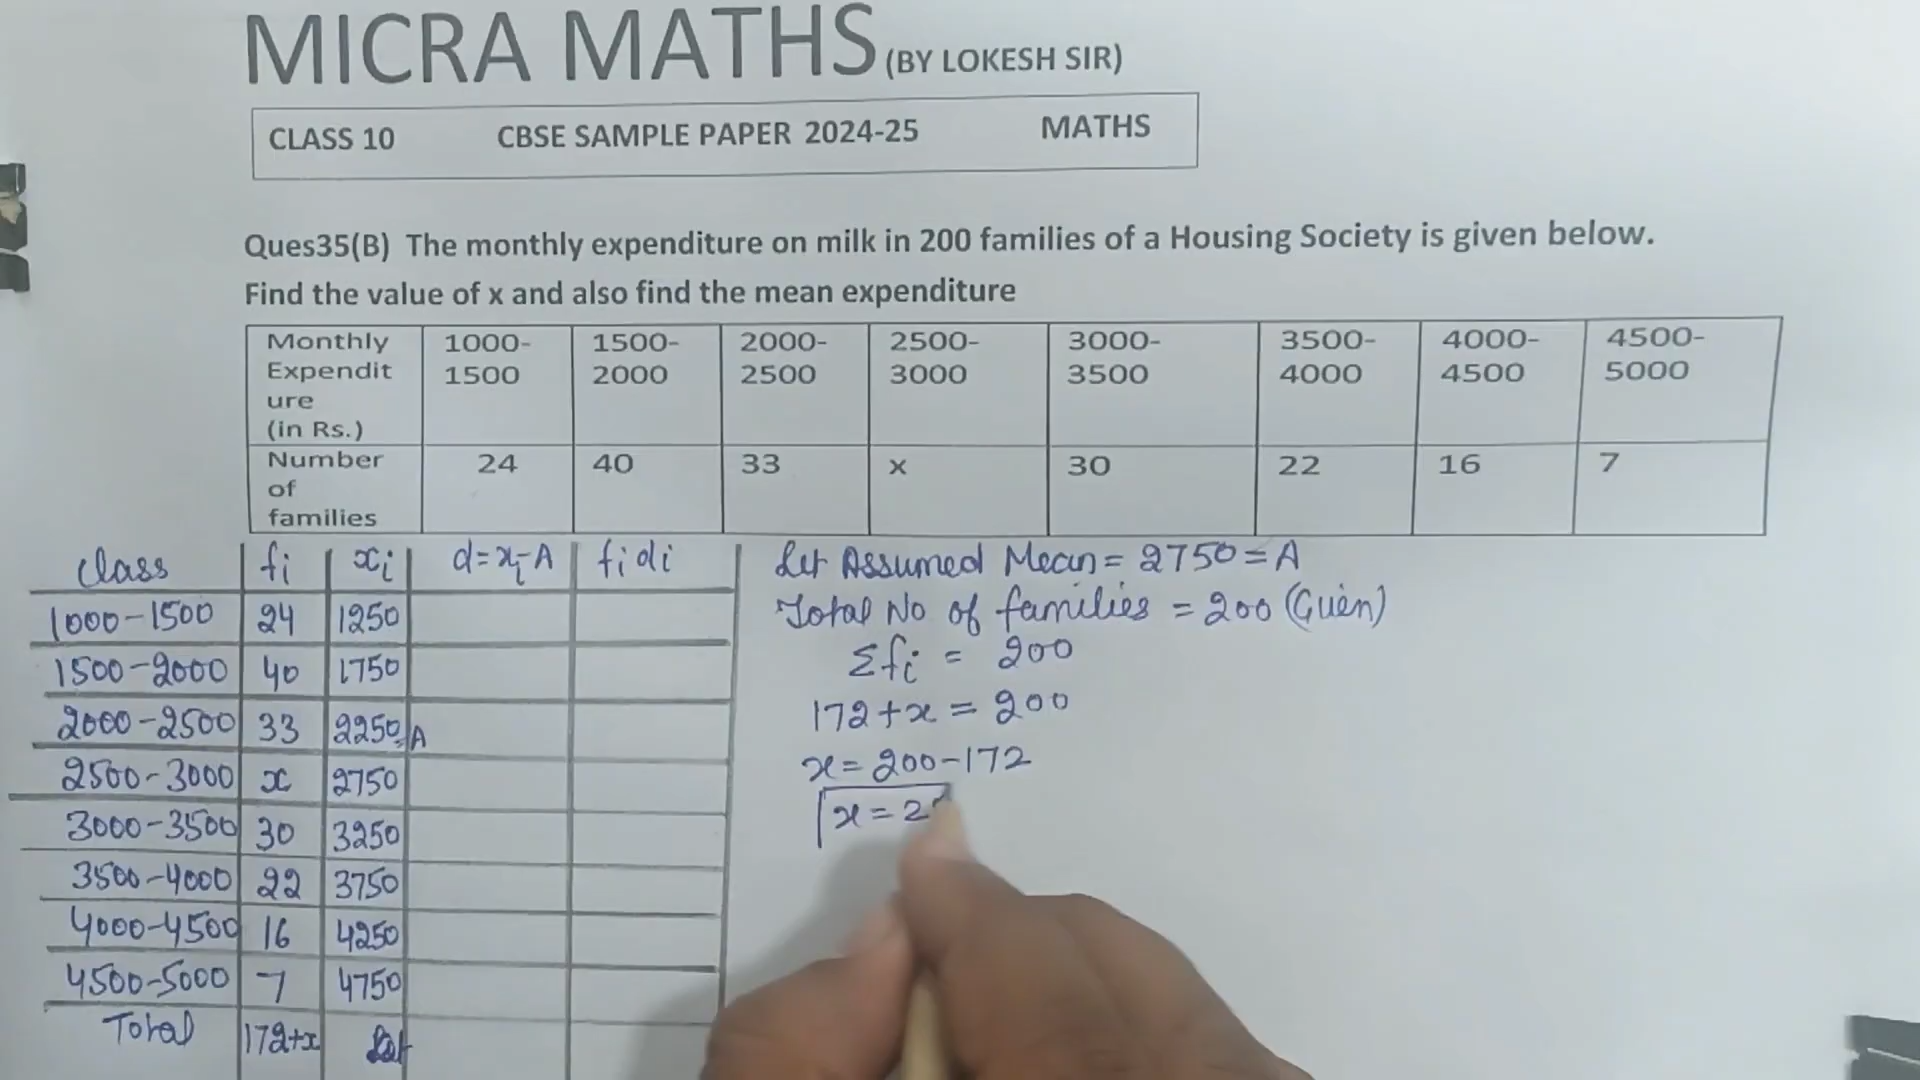 MICRA MATHS (BY LOKESH SIR)
CLASS 10 CBSE SAMPLE PAPER 2024-25 MATHS
Ques35(B) The monthly expenditure on milk in 200 families of a Housing Society is given below.
Find the value of x and also find the mean expenditure
Monthly Expendit ure (in Rs.) 1000-1500 1500-2000 2000-2500 2500-3000 3000-3500 3500-4000 4000-4500 4500-5000
Number of families 24 40 33 x 30 22 16 7
Class fi xi d=xi-A fidi
1000-1500 24 1250
1500-2000 40 1750
2000-2500 33 2250=A
2500-3000 x 2750
3000-3500 30 3250
3500-4000 22 3750
4000-4500 16 4250
4500-5000 7 4750
Total 172+x
Let Assumed Mean = 2750 = A
Total No of families = 200 (Given)
Σfi = 200
172+x = 200
x = 200-172
x = 2